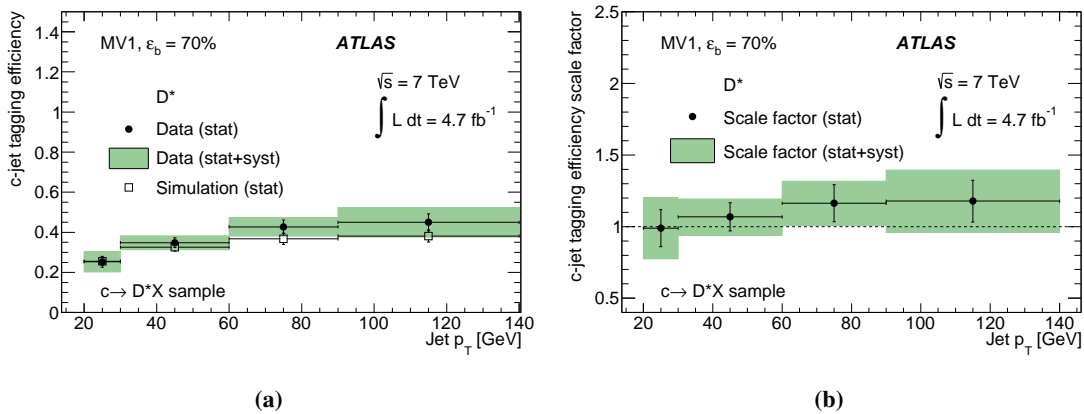 c-jet tagging efficiency
1.4
1.2
1
0.8
0.6
0.4
0.2
0
MV1, ε_b = 70%
ATLAS
√s = 7 TeV
∫ L dt = 4.7 fb⁻¹
D*
Data (stat)
Data (stat+syst)
Simulation (stat)
c→ D*X sample
20 40 60 80 100 120 140
Jet p_T [GeV]
(a)
c-jet tagging efficiency scale factor
2.5
2
1.5
1
0.5
MV1, ε_b = 70%
ATLAS
√s = 7 TeV
∫ L dt = 4.7 fb⁻¹
D*
Scale factor (stat)
Scale factor (stat+syst)
c→ D*X sample
20 40 60 80 100 120 140
Jet p_T [GeV]
(b)